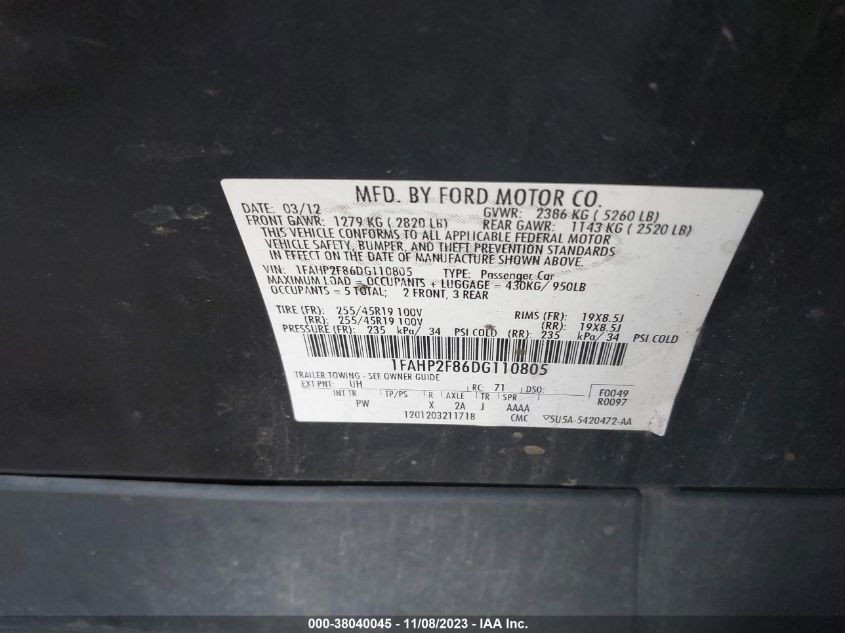 MFD. BY FORD MOTOR CO.
DATE: 03/12 GVWR: 2386 KG ( 5260 LB)
FRONT GAWR: 1279 KG ( 2820 LB) REAR GAWR: 1143 KG ( 2520 LB)
THIS VEHICLE CONFORMS TO ALL APPLICABLE FEDERAL MOTOR
VEHICLE SAFETY, BUMPER, AND THEFT PREVENTION STANDARDS
IN EFFECT ON THE DATE OF MANUFACTURE SHOWN ABOVE.
VIN: 1FAHP2F86DG110805 TYPE: Passenger Car
MAXIMUM LOAD = OCCUPANTS + LUGGAGE = 430KG/ 950LB
OCCUPANTS = 5 TOTAL; 2 FRONT, 3 REAR
TIRE (FR): 255/45R19 100V RIMS (FR): 19X8.5J
(RR): 255/45R19 100V (RR): 19X8.5J
PRESSURE (FR): 235 kPa/ 34 PSI COLD (RR): 235 kPa/ 34 PSI COLD
1FAHP2F86DG110805
TRAILER TOWING - SEE OWNER GUIDE
EXT PNT: UH RC: 71 DSO: F0049
INT TR TP/PS R AXLE TR SPR R0097
PW X 2A J AAAA
120120321171B CMC 5U5A-5420472-AA
000-38040045 - 11/08/2023 - IAA Inc.